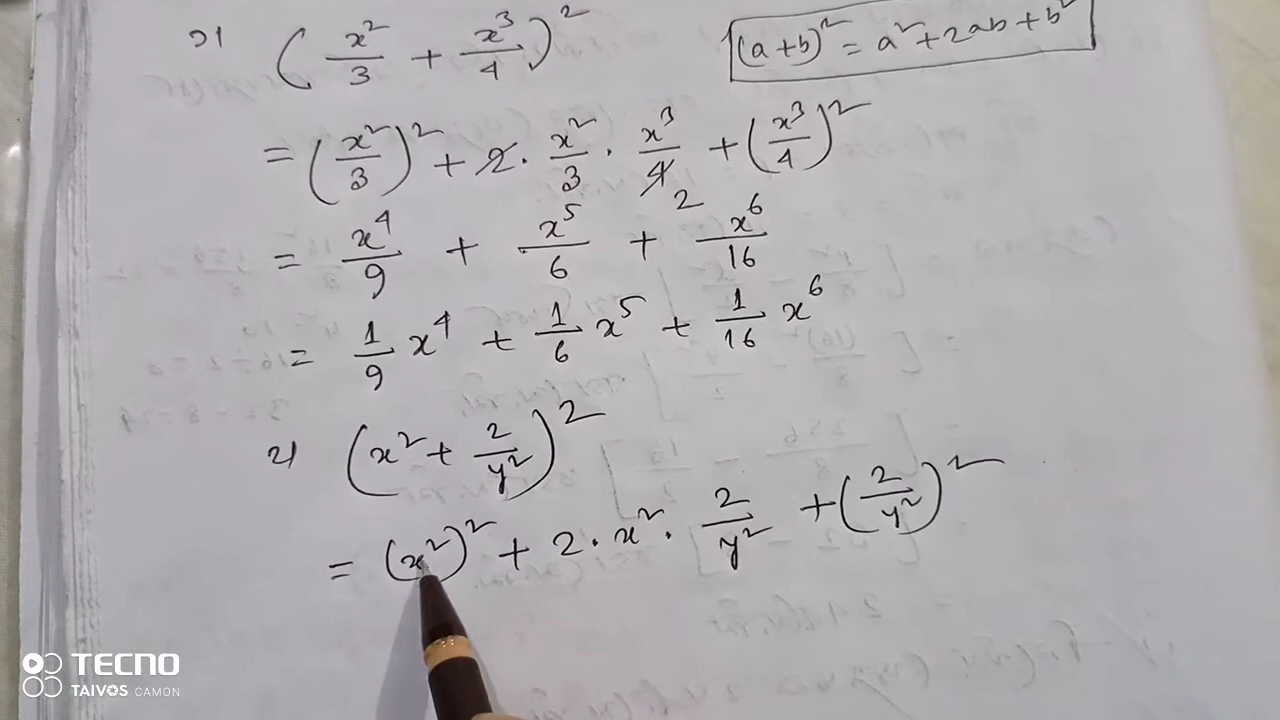 ১। (x²/3 + x³/4)²
(a+b)² = a²+2ab+b²
= (x²/3)² + 2 · x²/3 · x³/4 + (x³/4)²
2
= x⁴/9 + x⁵/6 + x⁶/16
= 1/9 x⁴ + 1/6 x⁵ + 1/16 x⁶
২। (x² + 2/y²)²
= (x²)² + 2 · x² · 2/y² + (2/y²)²
TECNO
TAIVOS CAMON